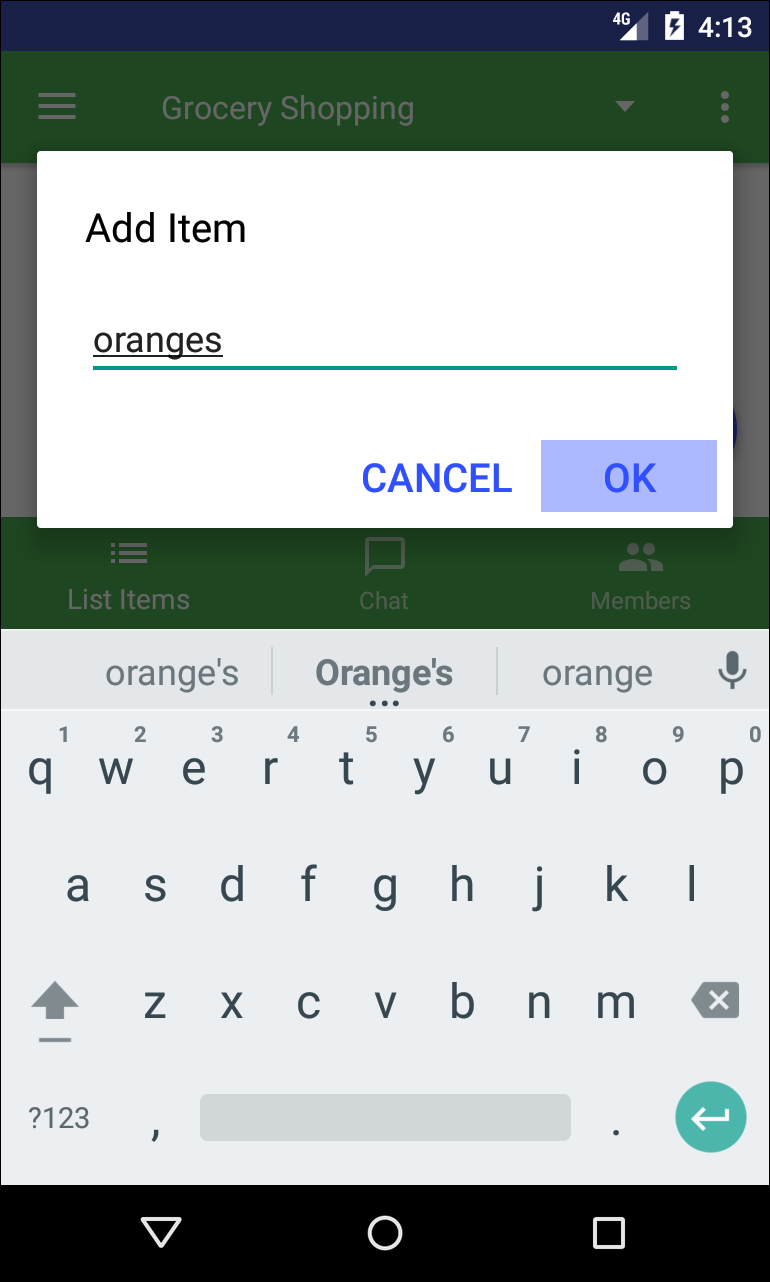 4G 4:13
Grocery Shopping
Add Item
oranges
CANCEL OK
List Items Chat Members
orange's Orange's orange
1 2 3 4 5 6 7 8 9 0
q w e r t y u i o p
a s d f g h j k l
z x c v b n m
?123 , .